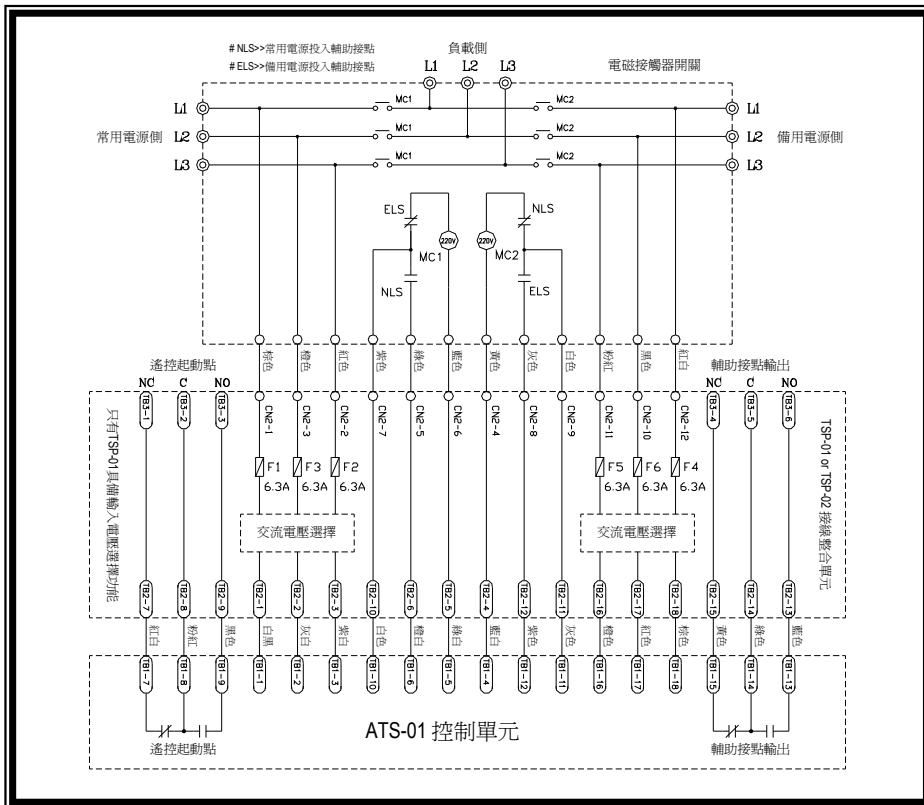 # NLS>>常用電源投入輔助接點
# ELS>>備用電源投入輔助接點
負載側
L1 L2 L3
電磁接觸器開關
L1 MC1 MC2 L1
常用電源側 L2 MC1 MC2 L2 備用電源側
L3 MC1 MC2 L3
ELS NLS
220V 220V
MC1 MC2
NLS ELS
遙控起動點
輔助接點輸出
棕色 橙色 紅色 紫色 綠色 藍色 黃色 灰色 白色 粉紅 黑色 紅白
NC C NO
NC C NO
TB3-1 TB3-2 TB3-3
CN2-1 CN2-3 CN2-2 CN2-7 CN2-5 CN2-6 CN2-4 CN2-8 CN2-9 CN2-11 CN2-10 CN2-12
TB3-4 TB3-5 TB3-6
只有TSP-01具備輸入電壓選擇功能
TSP-01 or TSP-02 接線整合單元
F1 F3 F2 F5 F6 F4
6.3A 6.3A 6.3A 6.3A 6.3A 6.3A
交流電壓選擇 交流電壓選擇
TB2-7 TB2-8 TB2-9 TB2-1 TB2-2 TB2-3 TB2-10 TB2-6 TB2-5 TB2-4 TB2-12 TB2-11 TB2-16 TB2-17 TB2-18 TB2-15 TB2-14 TB2-13
紅白 粉紅 黑色 白黑 灰白 紫白 白色 橙白 綠白 藍白 紫色 灰色 橙色 紅色 棕色 黃色 綠色 藍色
TB1-7 TB1-8 TB1-9 TB1-1 TB1-2 TB1-3 TB1-10 TB1-6 TB1-5 TB1-4 TB1-12 TB1-11 TB1-16 TB1-17 TB1-18 TB1-15 TB1-14 TB1-13
ATS-01 控制單元
遙控起動點
輔助接點輸出